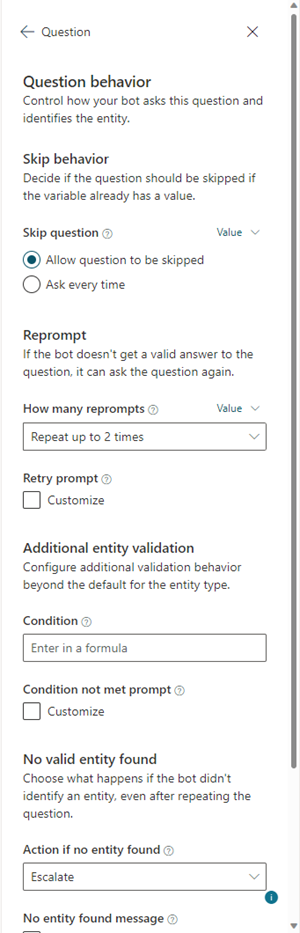 Question
Question behavior
Control how your bot asks this question and
identifies the entity.
Skip behavior
Decide if the question should be skipped if
the variable already has a value.
Skip question Value
Allow question to be skipped
Ask every time
Reprompt
If the bot doesn't get a valid answer to the
question, it can ask the question again.
How many reprompts Value
Repeat up to 2 times
Retry prompt
Customize
Additional entity validation
Configure additional validation behavior
beyond the default for the entity type.
Condition
Enter in a formula
Condition not met prompt
Customize
No valid entity found
Choose what happens if the bot didn't
identify an entity, even after repeating the
question.
Action if no entity found
Escalate
No entity found message